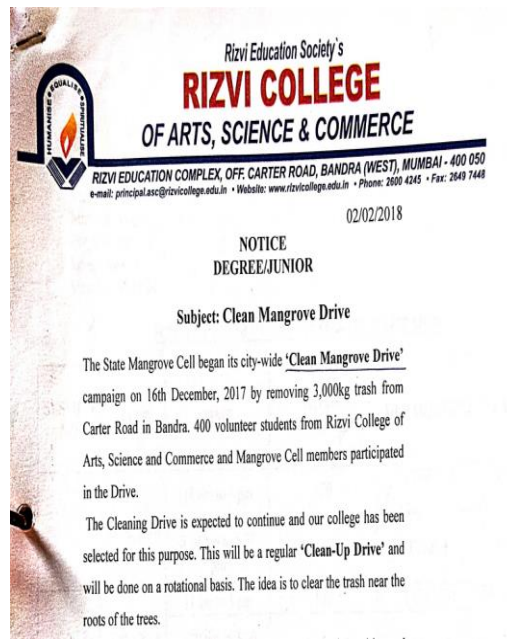 Rizvi Education Society`s
RIZVI COLLEGE
OF ARTS, SCIENCE & COMMERCE
HUMANISE • EQUALISE • SPIRITUALISE
RIZVI EDUCATION COMPLEX, OFF. CARTER ROAD, BANDRA (WEST), MUMBAI - 400 050
e-mail: principal.asc@rizvicollege.edu.in • Website: www.rizvicollege.edu.in • Phone: 2600 4245 • Fax: 2649 7448
02/02/2018
NOTICE
DEGREE/JUNIOR
Subject: Clean Mangrove Drive
The State Mangrove Cell began its city-wide ‘Clean Mangrove Drive’
campaign on 16th December, 2017 by removing 3,000kg trash from
Carter Road in Bandra. 400 volunteer students from Rizvi College of
Arts, Science and Commerce and Mangrove Cell members participated
in the Drive.
The Cleaning Drive is expected to continue and our college has been
selected for this purpose. This will be a regular ‘Clean-Up Drive’ and
will be done on a rotational basis. The idea is to clear the trash near the
roots of the trees.